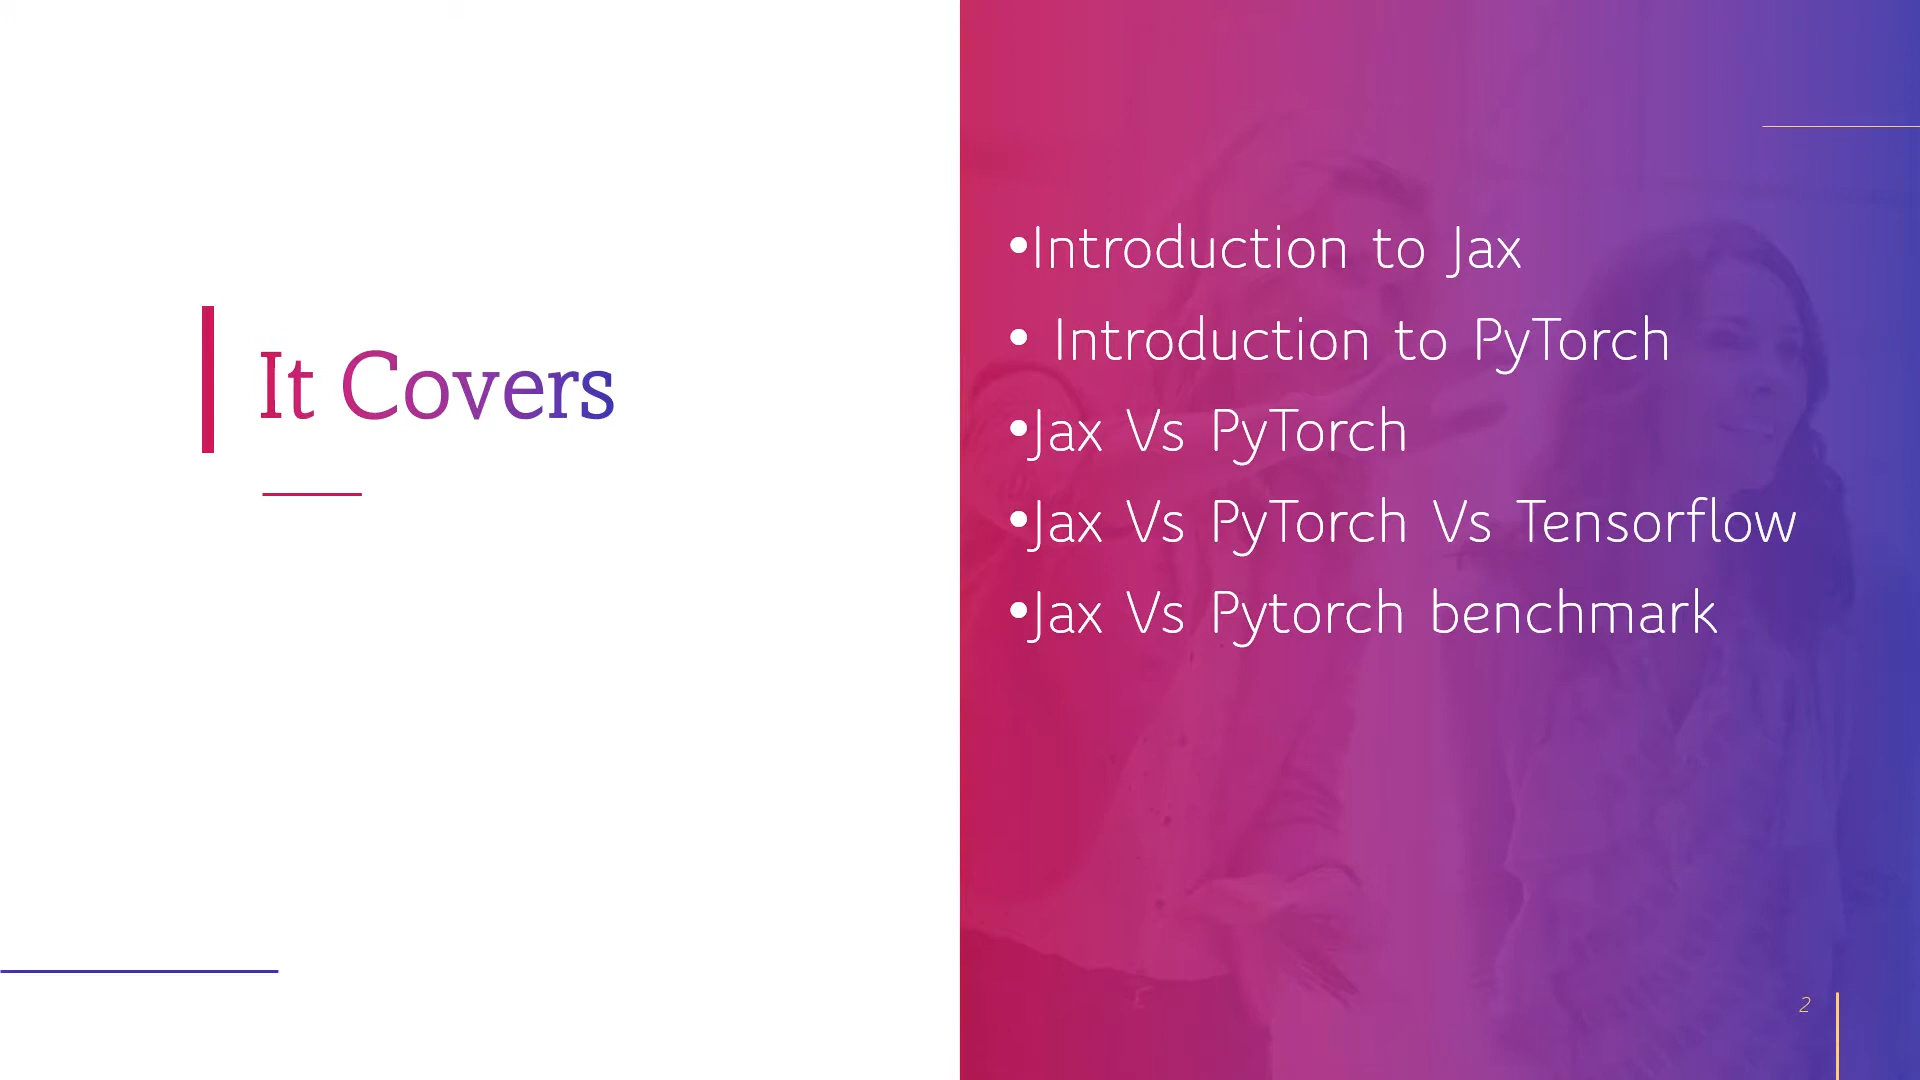 It Covers
•Introduction to Jax
• Introduction to PyTorch
•Jax Vs PyTorch
•Jax Vs PyTorch Vs Tensorflow
•Jax Vs Pytorch benchmark
2